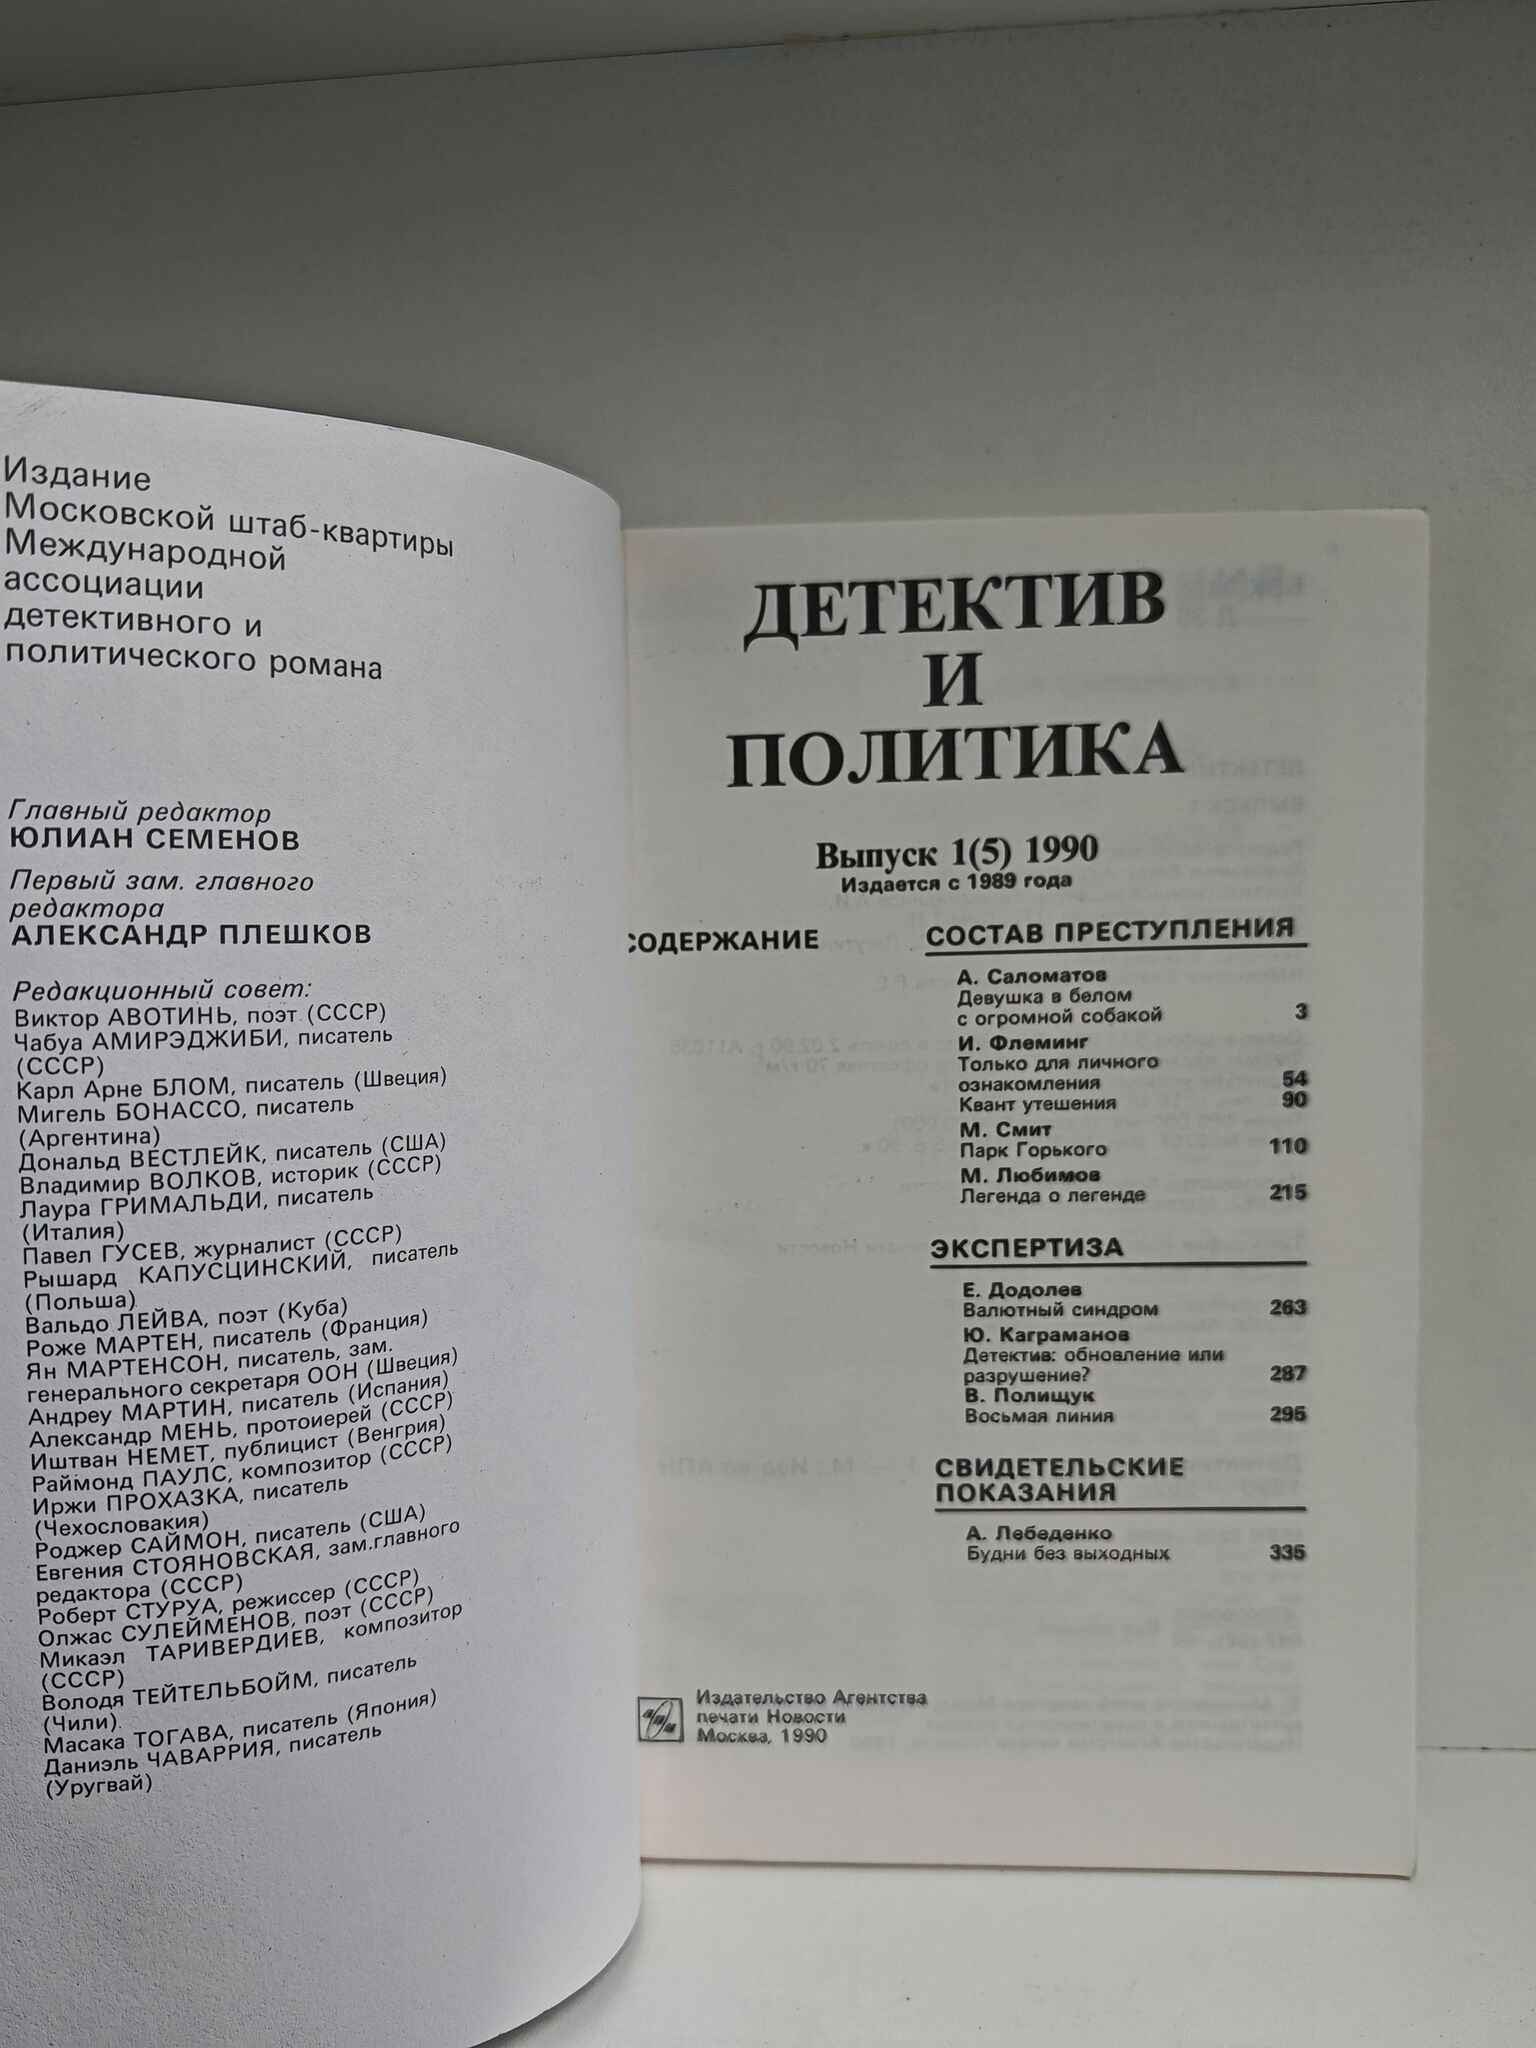 Издание
Московской штаб-квартиры
Международной
ассоциации
детективного и
политического романа
Главный редактор
ЮЛИАН СЕМЕНОВ
Первый зам. главного
редактора
АЛЕКСАНДР ПЛЕШКОВ
Редакционный совет:
Виктор АВОТИНЬ, поэт (СССР)
Чабуа АМИРЭДЖИБИ, писатель
(СССР)
Карл Арне БЛОМ, писатель (Швеция)
Мигель БОНАССО, писатель
(Аргентина)
Дональд ВЕСТЛЕЙК, писатель (США)
Владимир ВОЛКОВ, историк (СССР)
Лаура ГРИМАЛЬДИ, писатель
(Италия)
Павел ГУСЕВ, журналист (СССР)
Рышард КАПУСЦИНСКИЙ, писатель
(Польша)
Вальдо ЛЕЙВА, поэт (Куба)
Роже МАРТЕН, писатель (Франция)
Ян МАРТЕНСОН, писатель, зам.
генерального секретаря ООН (Швеция)
Андреу МАРТИН, писатель (Испания)
Александр МЕНЬ, протоиерей (СССР)
Иштван НЕМЕТ, публицист (Венгрия)
Раймонд ПАУЛС, композитор (СССР)
Иржи ПРОХАЗКА, писатель
(Чехословакия)
Роджер САЙМОН, писатель (США)
Евгения СТОЯНОВСКАЯ, зам.главного
редактора (СССР)
Роберт СТУРУА, режиссер (СССР)
Олжас СУЛЕЙМЕНОВ, поэт (СССР)
Микаэл ТАРИВЕРДИЕВ, композитор
(СССР)
Володя ТЕЙТЕЛЬБОЙМ, писатель
(Чили)
Масака ТОГАВА, писатель (Япония)
Даниэль ЧАВАРРИЯ, писатель
(Уругвай)
ДЕТЕКТИВ
И
ПОЛИТИКА
Выпуск 1(5) 1990
Издается с 1989 года
СОДЕРЖАНИЕ
СОСТАВ ПРЕСТУПЛЕНИЯ
А. Саломатов
Девушка в белом
с огромной собакой 3
И. Флеминг
Только для личного
ознакомления 54
Квант утешения 90
М. Смит
Парк Горького 110
М. Любимов
Легенда о легенде 215
ЭКСПЕРТИЗА
Е. Додолев
Валютный синдром 263
Ю. Каграманов
Детектив: обновление или
разрушение? 287
В. Полищук
Восьмая линия 295
СВИДЕТЕЛЬСКИЕ
ПОКАЗАНИЯ
А. Лебеденко
Будни без выходных 335
Издательство Агентства
печати Новости
Москва, 1990